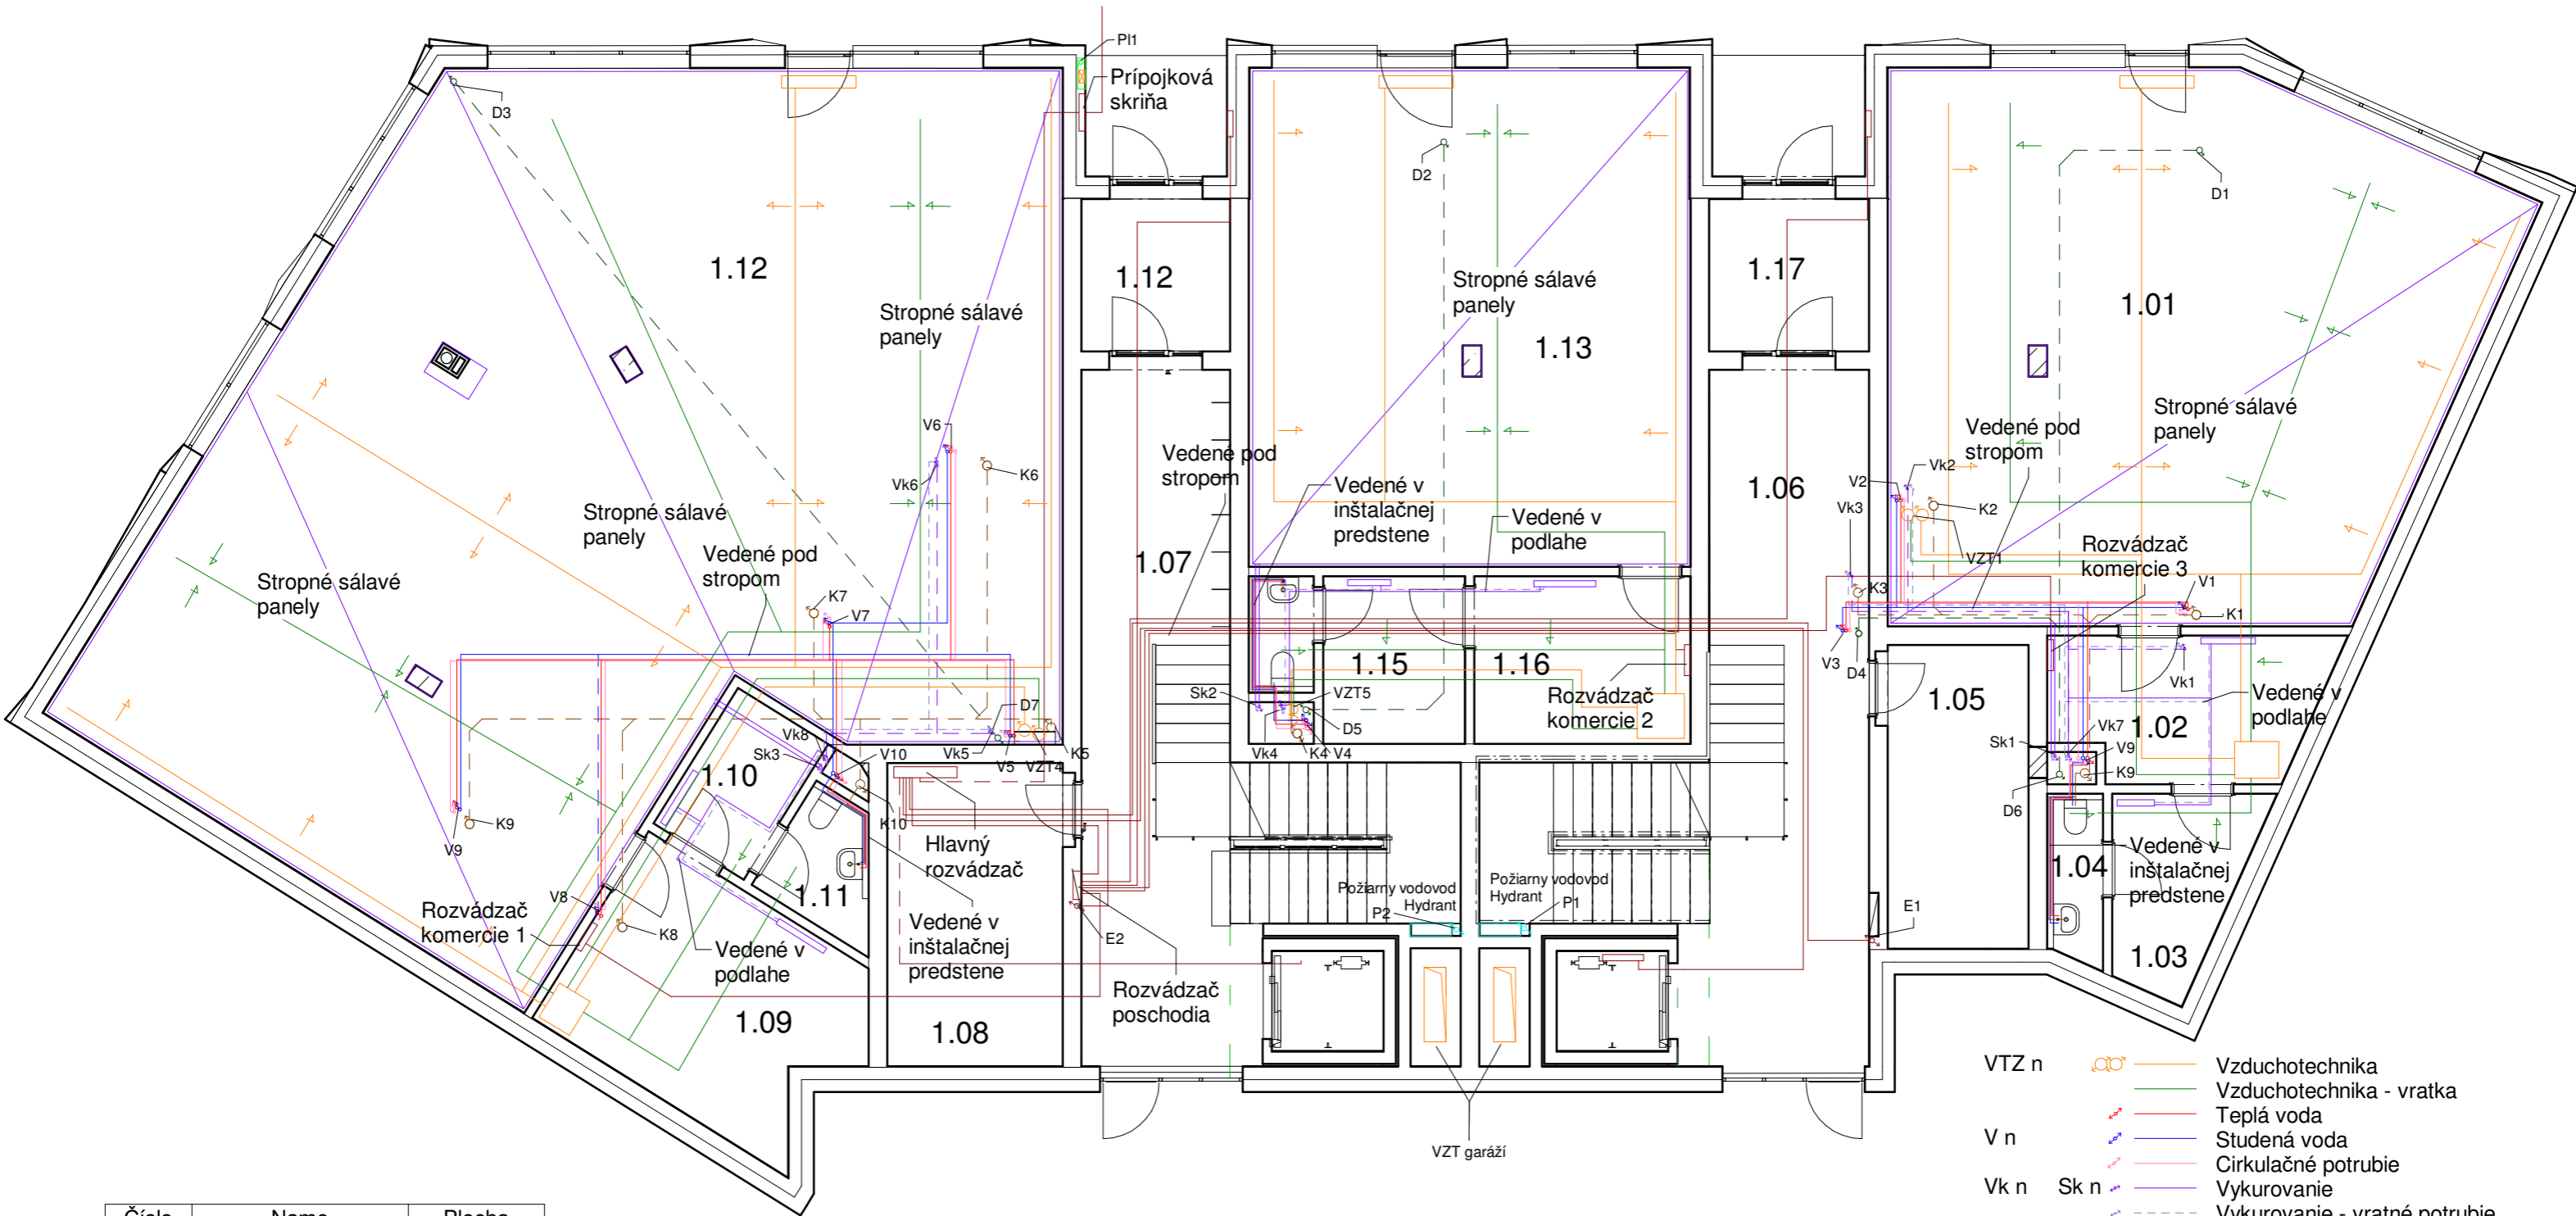 Pl1
Prípojková
skriňa
D3
D2
D1
1.12
1.12
1.17
1.01
Stropné sálavé
panely
Stropné sálavé
panely
1.13
Stropné sálavé
panely
V6
Vk6
K6
Vedené pod
stropom
Vedené v
inštalačnej
predstene
Vedené v
podlahe
1.07
1.06
Vedené pod
stropom
V2
Vk2
Vk3
K2
VZT1
Rozvádzač
komercie 3
Stropné sálavé
panely
Vedené pod
stropom
Stropné sálavé
panely
K7
V7
K3
V1
K1
V3
D4
1.15
1.16
Rozvádzač
komercie 2
1.05
Vk1
Vedené v
podlahe
1.02
Sk2
VZT5
D5
Vk4
K4
V4
D7
Vk8
Sk3
V10
Vk5
V5
VZT4
K5
1.10
Sk1
Vk7
V9
K9
D6
K9
V9
K10
Hlavný
rozvádzač
1.11
V8
Rozvádzač
komercie 1
K8
Vedené v
podlahe
Vedené v
inštalačnej
predstene
E2
Požiarny vodovod
Hydrant
P2
Požiarny vodovod
Hydrant
P1
E1
1.04
Vedené v
inštalačnej
predstene
1.03
Rozvádzač
poschodia
1.09
1.08
VZT garáží
VTZ n
Vzduchotechnika
Vzduchotechnika - vratka
Teplá voda
V n
Studená voda
Cirkulačné potrubie
Vk n
Sk n
Vykurovanie
Vykurovanie - vratné potrubie
Číslo
Name
Plocha